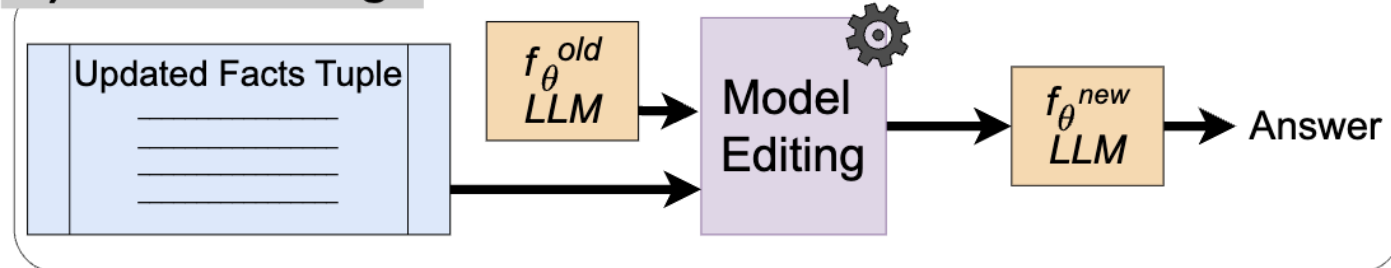 Updated Facts Tuple
f_θ^old
LLM
Model
Editing
f_θ^new
LLM
Answer